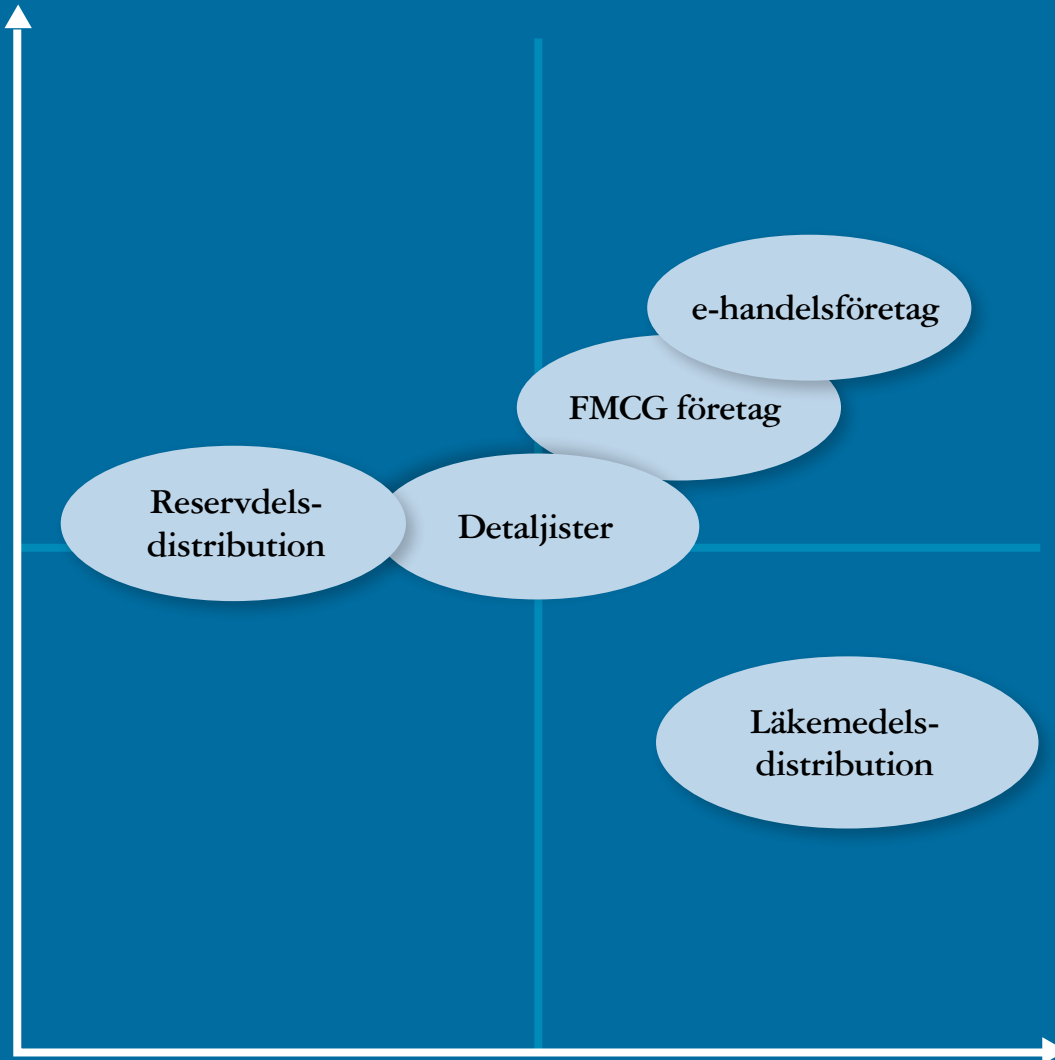 e-handelsföretag
FMCG företag
Reservdels-
distribution
Detaljister
Läkemedels-
distribution